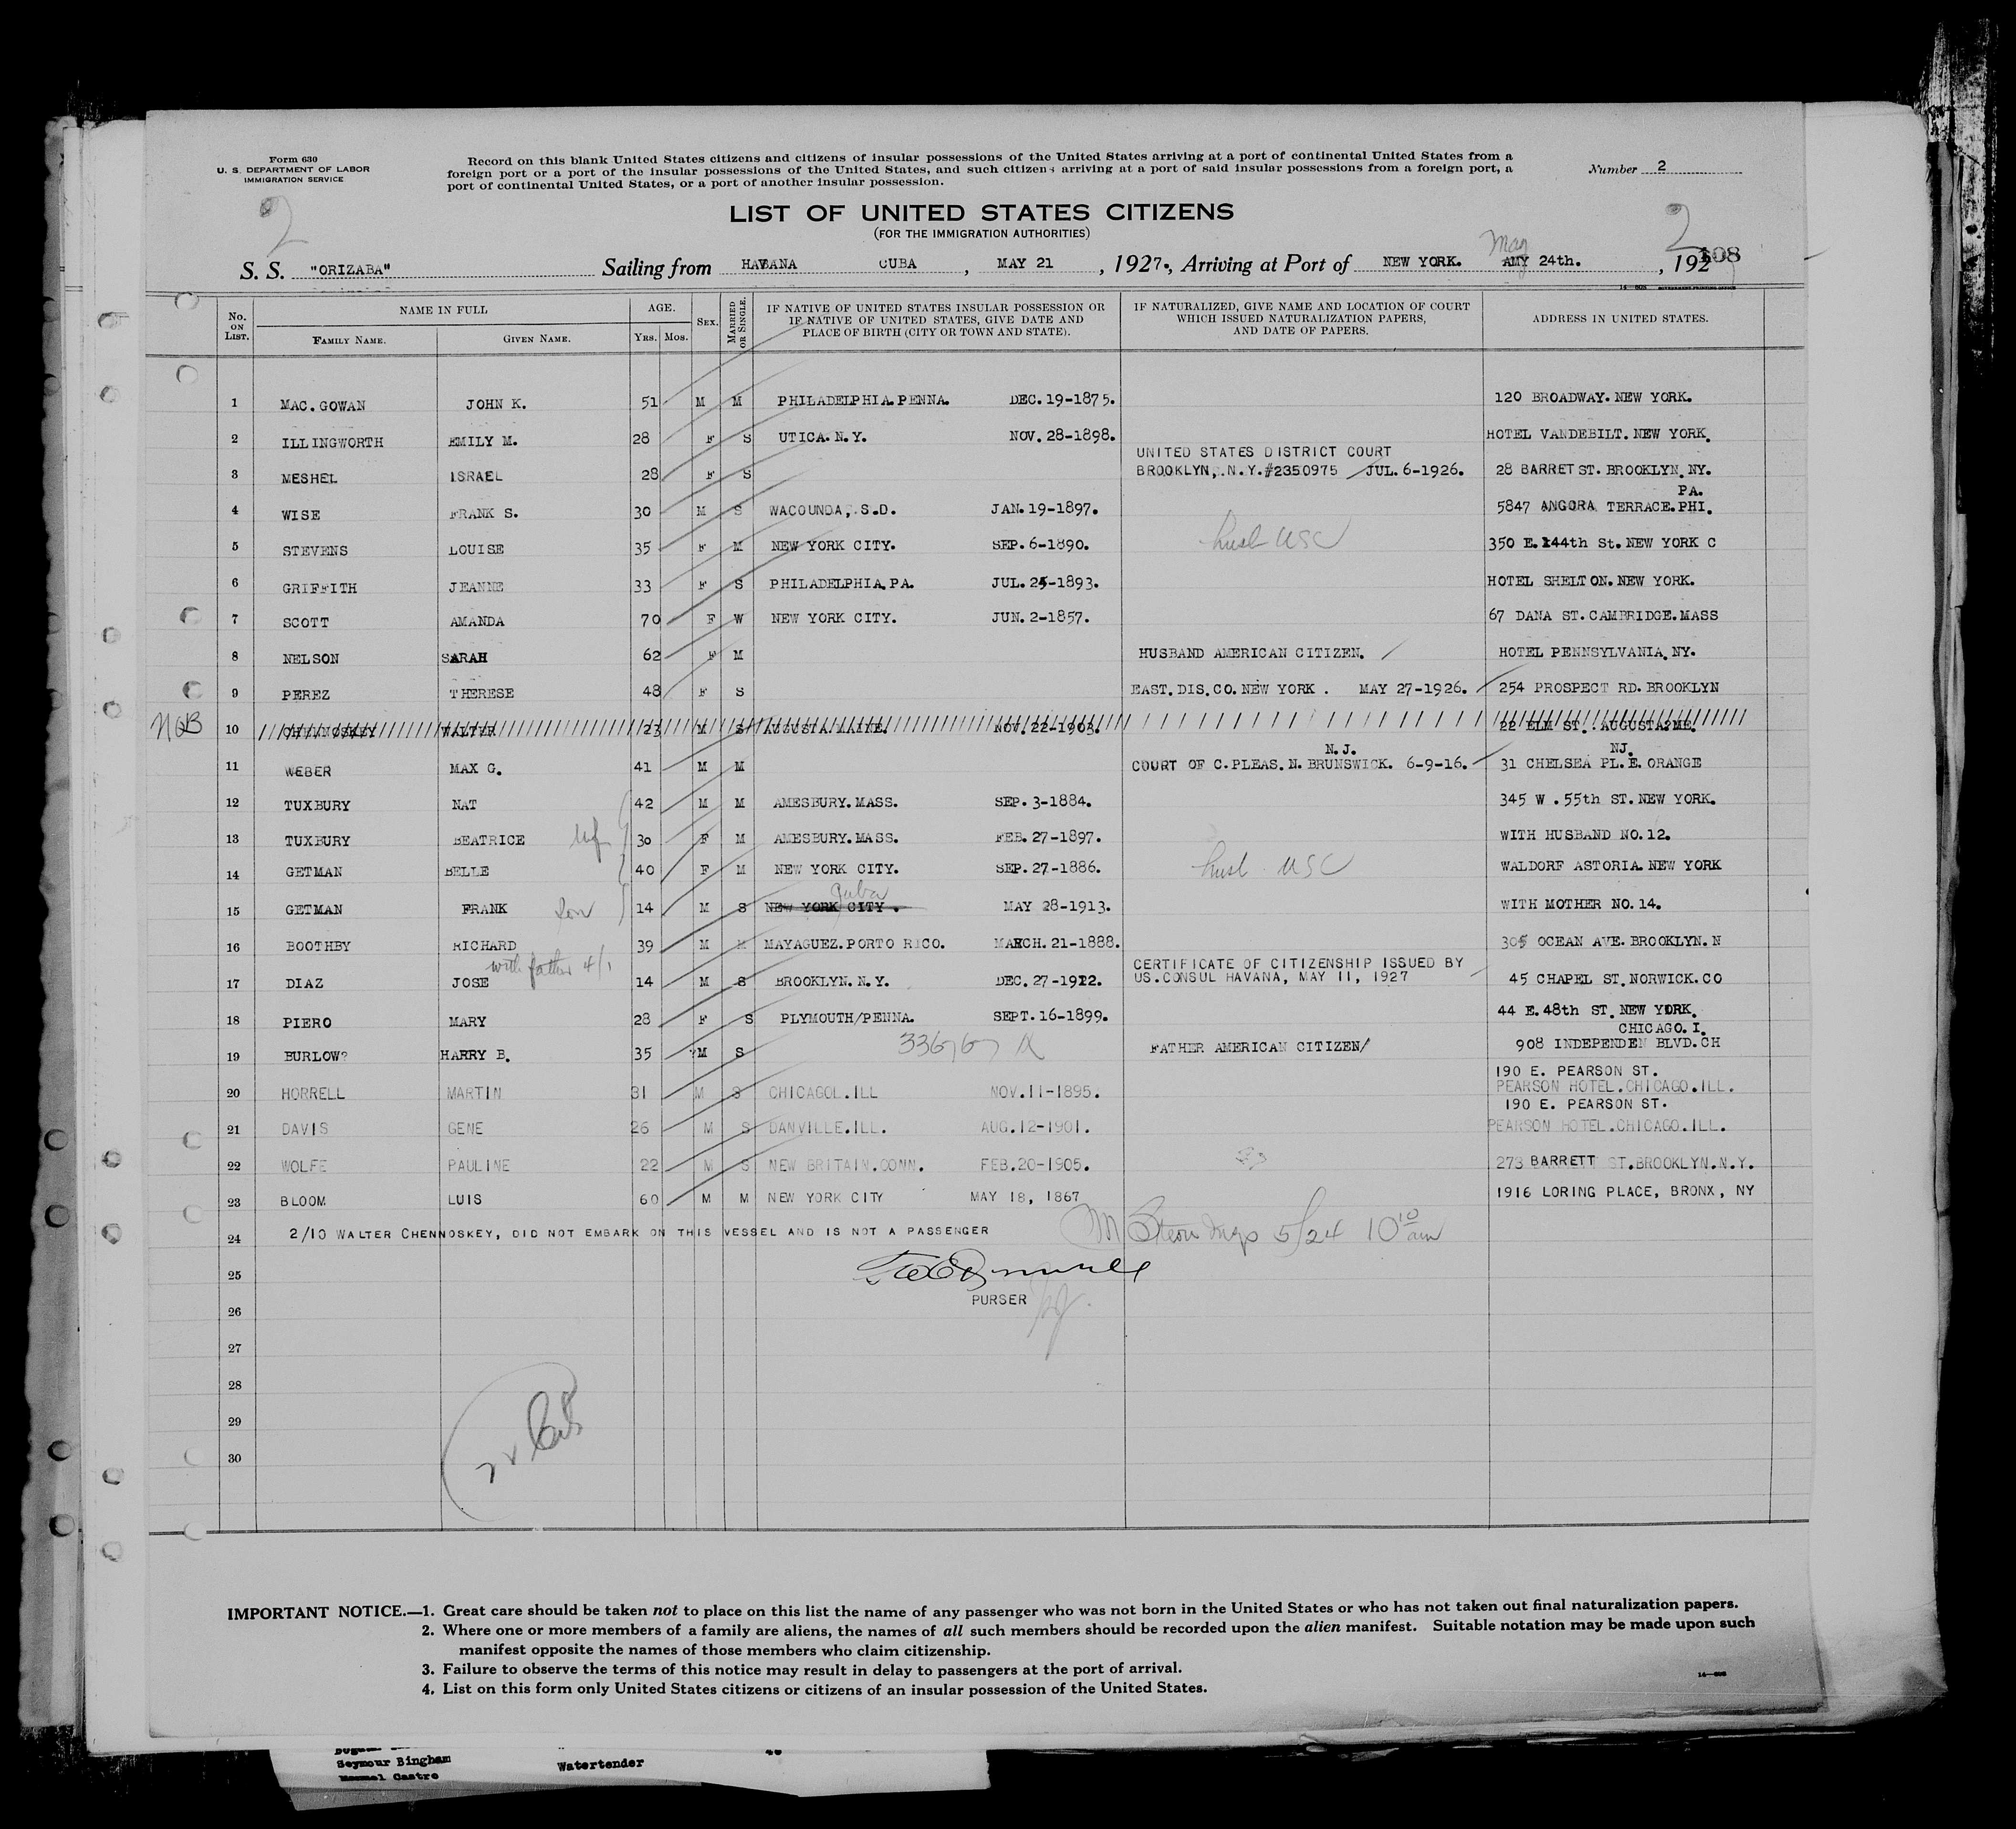 Form 630
U. S. DEPARTMENT OF LABOR
IMMIGRATION SERVICE
Record on this blank United States citizens and citizens of insular possessions of the United States arriving at a port of continental United States from a
foreign port or a port of the insular possessions of the United States, and such citizens arriving at a port of said insular possessions from a foreign port, a
port of continental United States, or a port of another insular possession.
Number 2
2
LIST OF UNITED STATES CITIZENS
(FOR THE IMMIGRATION AUTHORITIES)
2
May
S. S. "ORIZABA" Sailing from HAVANA CUBA , MAY 21 , 1927., Arriving at Port of NEW YORK. AMY 24th. , 192 108
No. ON LIST.
NAME IN FULL
FAMILY NAME. GIVEN NAME.
AGE.
YRS. MOS.
SEX.
MARRIED OR SINGLE.
IF NATIVE OF UNITED STATES INSULAR POSSESSION OR
IF NATIVE OF UNITED STATES, GIVE DATE AND
PLACE OF BIRTH (CITY OR TOWN AND STATE).
IF NATURALIZED, GIVE NAME AND LOCATION OF COURT
WHICH ISSUED NATURALIZATION PAPERS,
AND DATE OF PAPERS.
ADDRESS IN UNITED STATES.
1 MAC.GOWAN JOHN K. 51 M M PHILADELPHIA.PENNA. DEC.19-1875. 120 BROADWAY.NEW YORK.
2 ILLINGWORTH EMILY M. 28 F S UTICA.N.Y. NOV.28-1898. HOTEL VANDEBILT.NEW YORK.
UNITED STATES DISTRICT COURT
3 MESHEL ISRAEL 28 F S BROOKLYN, N.Y.#2350975 JUL.6-1926. 28 BARRET ST.BROOKLYN.NY.
PA.
4 WISE FRANK S. 30 M S WACOUNDA, S.D. JAN.19-1897. 5847 ANGORA TERRACE.PHI.
5 STEVENS LOUISE 35 F M NEW YORK CITY. SEP.6-1890. husb USC 350 E.144th St.NEW YORK C
6 GRIFFITH JEANNE 33 F S PHILADELPHIA.PA. JUL.25-1893. HOTEL SHELTON.NEW YORK.
7 SCOTT AMANDA 70 F W NEW YORK CITY. JUN.2-1857. 67 DANA ST.CAMBRIDGE.MASS
8 NELSON SARAH 62 F M HUSBAND AMERICAN CITIZEN. HOTEL PENNSYLVANIA.NY.
9 PEREZ THERESE 48 F S EAST.DIS.CO.NEW YORK . MAY 27-1926. 254 PROSPECT RD.BROOKLYN
NOB 10 WALTER 23 M S AUGUSTA.MAINE. NOV.22-1903. 22 ELM ST. AUGUSTA.ME.
N.J. NJ.
11 WEBER MAX G. 41 M M COURT OF C.PLEAS.N.BRUNSWICK. 6-9-16. 31 CHELSEA PL.E.ORANGE
12 TUXBURY NAT 42 M M AMESBURY.MASS. SEP.3-1884. 345 W .55th ST.NEW YORK.
13 TUXBURY BEATRICE wf 30 F M AMESBURY.MASS. FEB.27-1897. WITH HUSBAND NO.12.
14 GETMAN BELLE 40 F M NEW YORK CITY. SEP.27-1886. husb. USC WALDORF ASTORIA.NEW YORK
Cuba
15 GETMAN FRANK son 14 M S NEW YORK CITY . MAY 28-1913. WITH MOTHER NO.14.
16 BOOTHBY RICHARD 39 M M MAYAGUEZ.PORTO RICO. MARCH.21-1888. 305 OCEAN AVE.BROOKLYN.N
with father 4/1 CERTIFICATE OF CITIZENSHIP ISSUED BY
17 DIAZ JOSE 14 M S BROOKLYN.N.Y. DEC.27-1912. US.CONSUL HAVANA, MAY 11, 1927 45 CHAPEL ST.NORWICK.CO
18 PIERO MARY 28 F S PLYMOUTH/PENNA. SEPT.16-1899. 44 E.48th ST.NEW YORK.
CHICAGO.I.
19 BURLOW? HARRY B. 35 M S FATHER AMERICAN CITIZEN/ 908 INDEPENDEN BLVD.CH
190 E. PEARSON ST.
20 HORRELL MARTIN 31 M S CHICAGOL.ILL NOV.11-1895. PEARSON HOTEL.CHICAGO.ILL.
190 E. PEARSON ST.
21 DAVIS GENE 26 M S DANVILLE.ILL. AUG.12-1901. PEARSON HOTEL.CHICAGO.ILL.
22 WOLFE PAULINE 22 M S NEW BRITAIN.CONN. FEB.20-1905. 273 BARRETT ST.BROOKLYN.N.Y.
23 BLOOM LUIS 60 M M NEW YORK CITY MAY 18, 1867 1916 LORING PLACE, BRONX, NY
24 2/10 WALTER CHENNOSKEY, DID NOT EMBARK ON THIS VESSEL AND IS NOT A PASSENGER 5/24 10 10 am
25
26 PURSER
27
28
29
30
IMPORTANT NOTICE.—1. Great care should be taken not to place on this list the name of any passenger who was not born in the United States or who has not taken out final naturalization papers.
2. Where one or more members of a family are aliens, the names of all such members should be recorded upon the alien manifest. Suitable notation may be made upon such
manifest opposite the names of those members who claim citizenship.
3. Failure to observe the terms of this notice may result in delay to passengers at the port of arrival.
4. List on this form only United States citizens or citizens of an insular possession of the United States.
Seymour Bingham Watertender
Castro